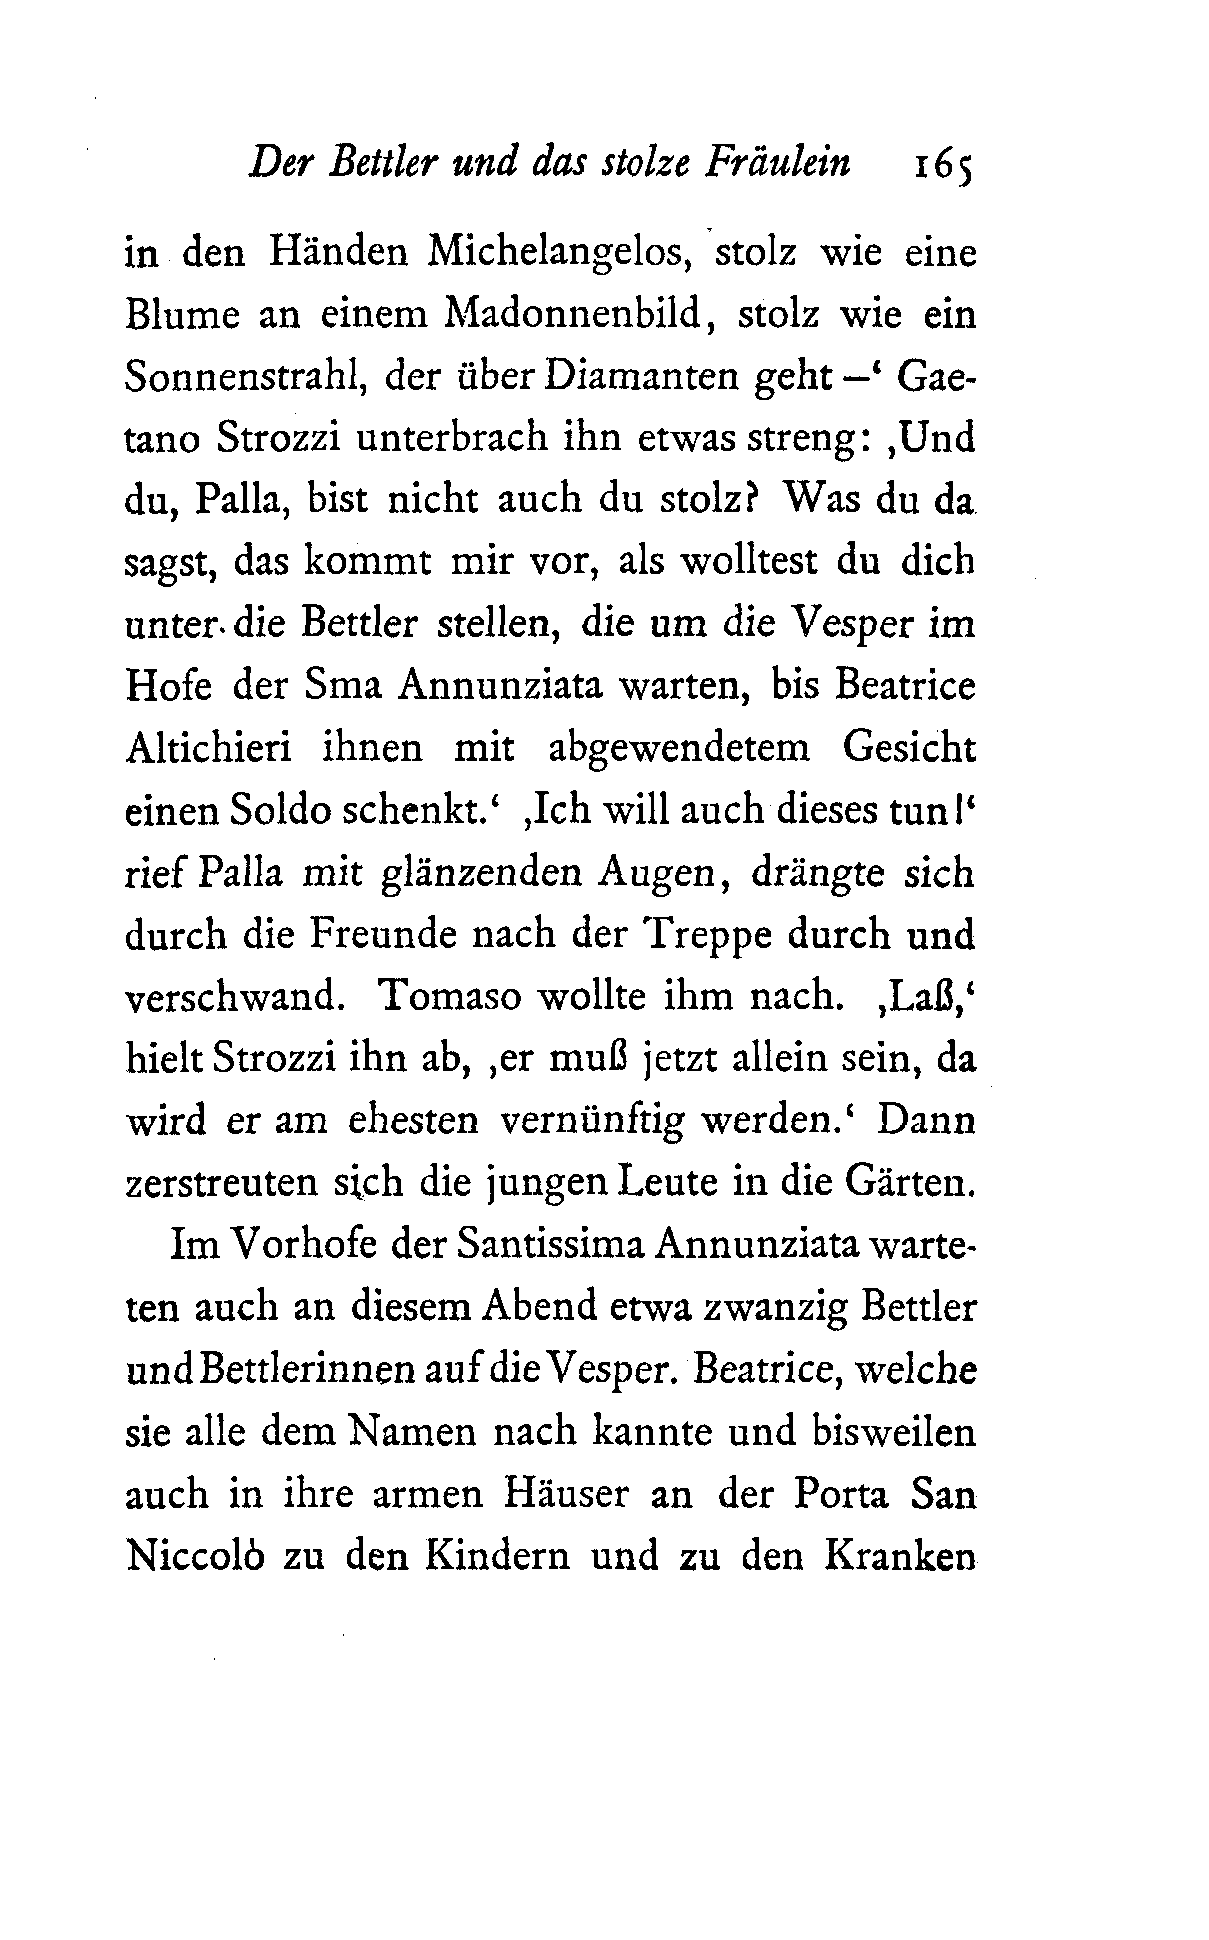 Der Bettler und das stolze Fräulein 165
in den Händen Michelangelos, stolz wie eine
Blume an einem Madonnenbild, stolz wie ein
Sonnenstrahl, der über Diamanten geht –‘ Gae-
tano Strozzi unterbrach ihn etwas streng: ‚Und
du, Palla, bist nicht auch du stolz? Was du da
sagst, das kommt mir vor, als wolltest du dich
unter die Bettler stellen, die um die Vesper im
Hofe der Sma Annunziata warten, bis Beatrice
Altichieri ihnen mit abgewendetem Gesicht
einen Soldo schenkt.‘ ‚Ich will auch dieses tun!‘
rief Palla mit glänzenden Augen, drängte sich
durch die Freunde nach der Treppe durch und
verschwand. Tomaso wollte ihm nach. ‚Laß,‘
hielt Strozzi ihn ab, ‚er muß jetzt allein sein, da
wird er am ehesten vernünftig werden.‘ Dann
zerstreuten sich die jungen Leute in die Gärten.
Im Vorhofe der Santissima Annunziata warte-
ten auch an diesem Abend etwa zwanzig Bettler
und Bettlerinnen auf die Vesper. Beatrice, welche
sie alle dem Namen nach kannte und bisweilen
auch in ihre armen Häuser an der Porta San
Niccolò zu den Kindern und zu den Kranken